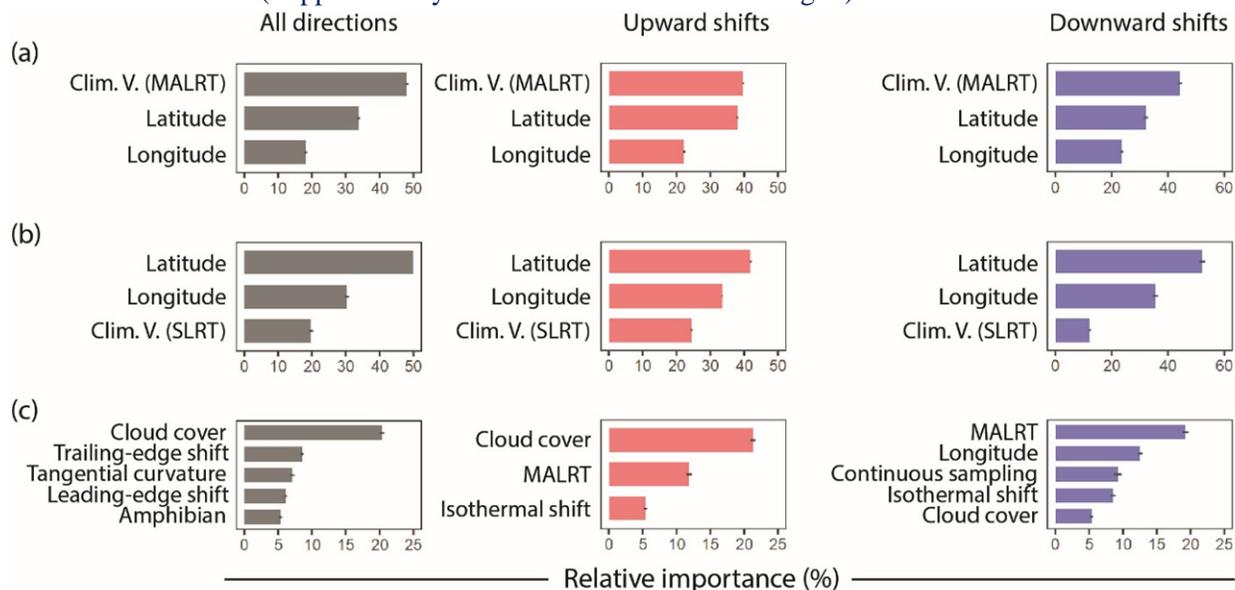 All directions Upward shifts Downward shifts
(a)
Clim. V. (MALRT) Clim. V. (MALRT) Clim. V. (MALRT)
Latitude Latitude Latitude
Longitude Longitude Longitude
0 10 20 30 40 50 0 10 20 30 40 50 0 20 40 60
(b)
Latitude Latitude Latitude
Longitude Longitude Longitude
Clim. V. (SLRT) Clim. V. (SLRT) Clim. V. (SLRT)
0 10 20 30 40 50 0 10 20 30 40 50 0 20 40 60
(c)
Cloud cover Cloud cover MALRT
Trailing-edge shift Longitude
Tangential curvature MALRT Continuous sampling
Leading-edge shift Isothermal shift
Amphibian Isothermal shift Cloud cover
0 5 10 15 20 25 0 5 10 15 20 25 0 5 10 15 20 25
Relative importance (%)